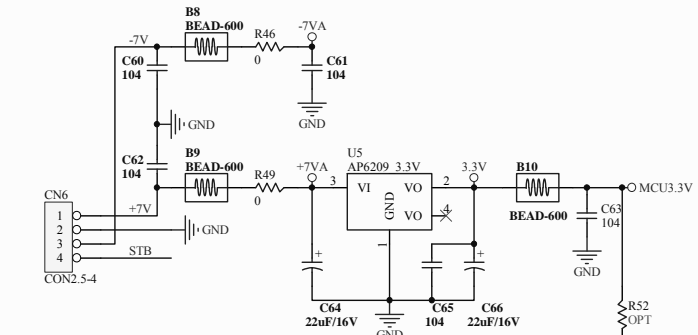 B8
BEAD-600
-7V
R46
0
-7VA
C60
104
C61
104
GND
GND
C62
104
B9
BEAD-600
R49
0
+7VA
U5
AP6209 3.3V
3
VI
GND
VO
2
VO
4
1
3.3V
B10
BEAD-600
MCU3.3V
C63
104
GND
CN6
1
2
3
4
+7V
GND
STB
CON2.5-4
+
C64
22uF/16V
C65
104
+
C66
22uF/16V
GND
R52
OPT